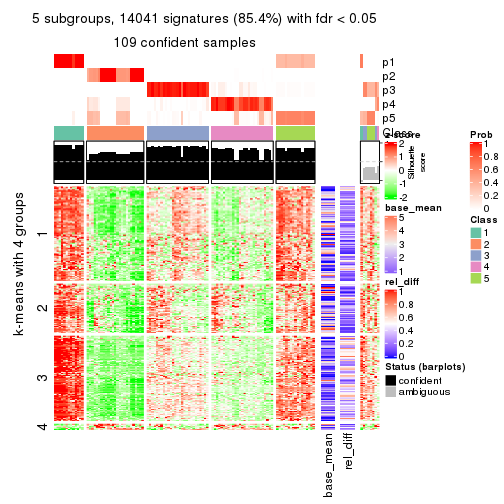 5 subgroups, 14041 signatures (85.4%) with fdr < 0.05
109 confident samples
p1
p2
p3
p4
p5
Class
Silhouette
score
k-means with 4 groups
1
2
3
4
base_mean
rel_diff
z-score
2
1
0
-1
-2
base_mean
5
4
3
2
1
rel_diff
1
0.8
0.6
0.4
0.2
0
Status (barplots)
confident
ambiguous
Prob
1
0.8
0.6
0.4
0.2
0
Class
1
2
3
4
5